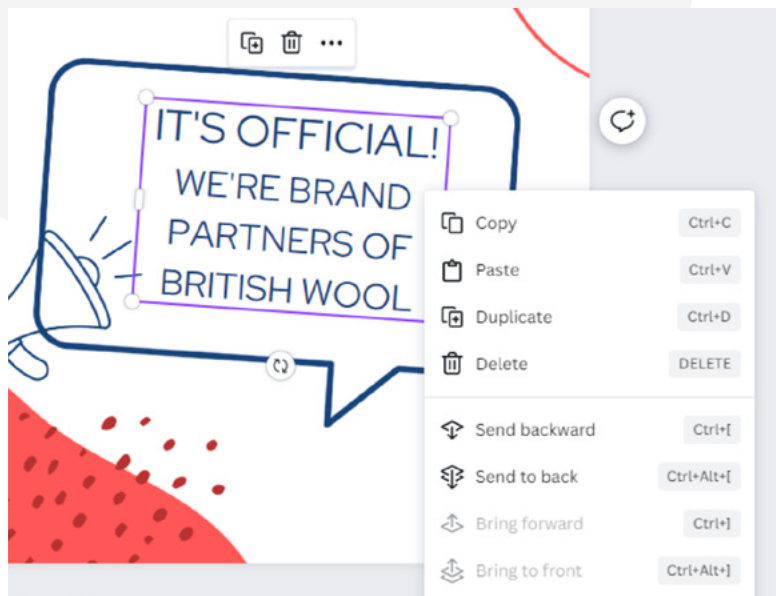 IT'S OFFICIAL!
WE'RE BRAND
PARTNERS OF
BRITISH WOOL
Copy Ctrl+C
Paste Ctrl+V
Duplicate Ctrl+D
Delete DELETE
Send backward Ctrl+[
Send to back Ctrl+Alt+[
Bring forward Ctrl+]
Bring to front Ctrl+Alt+]